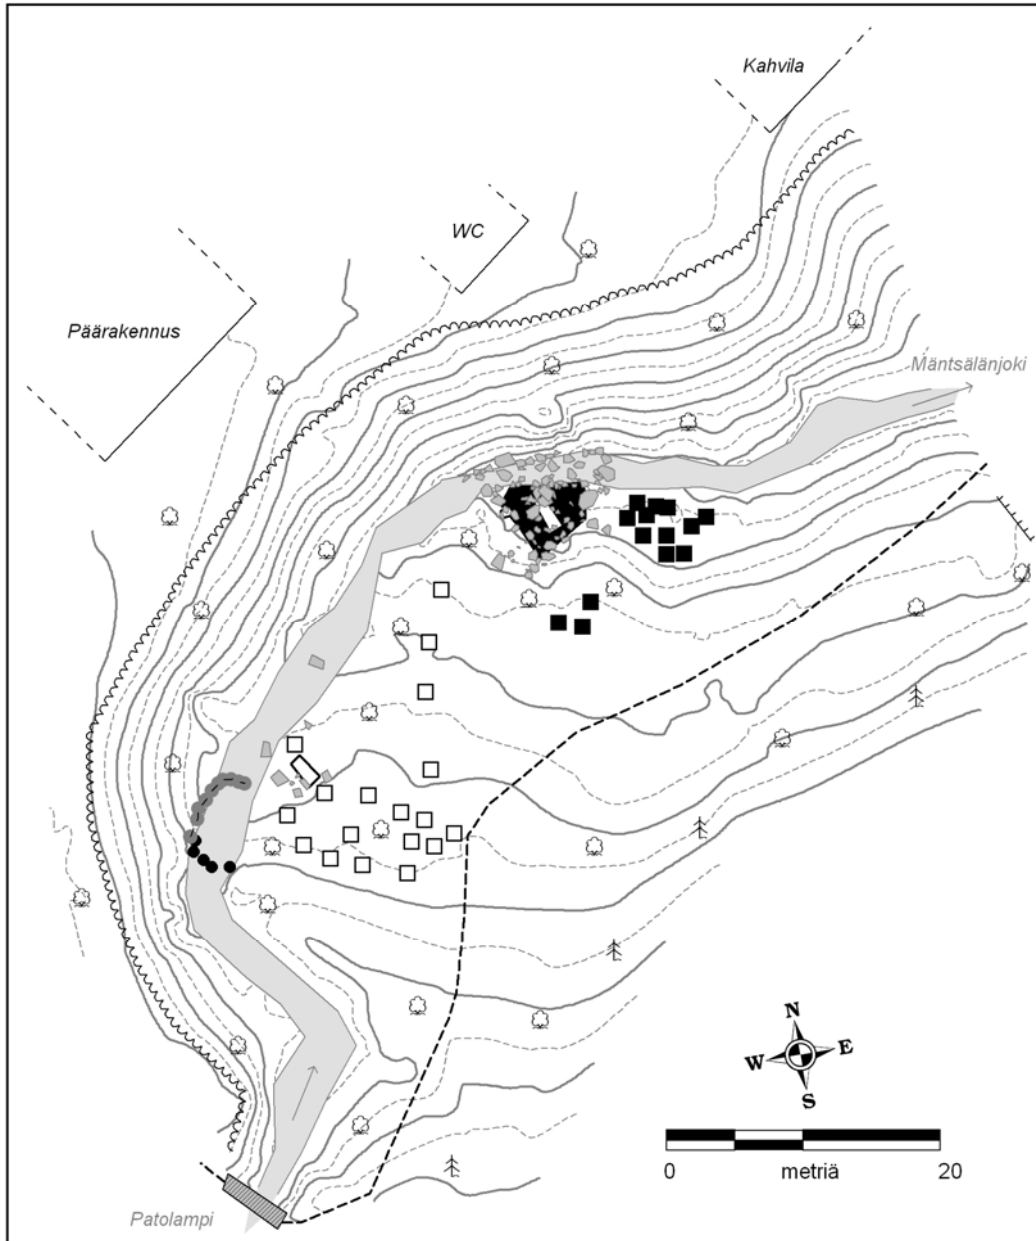 Kahvila
WC
Päärakennus
Mäntsälänjoki
N
W E
S
0 metriä 20
Patolampi